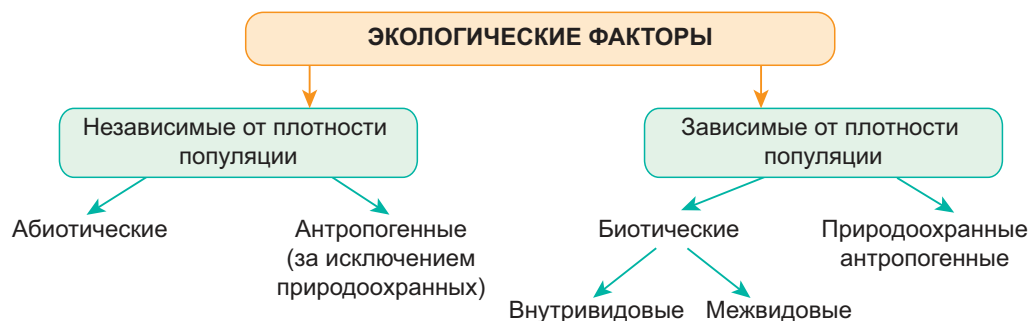 ЭКОЛОГИЧЕСКИЕ ФАКТОРЫ
Независимые от плотности
популяции
Зависимые от плотности
популяции
Абиотические
Антропогенные
(за исключением
природоохранных)
Биотические
Природоохранные
антропогенные
Внутривидовые
Межвидовые